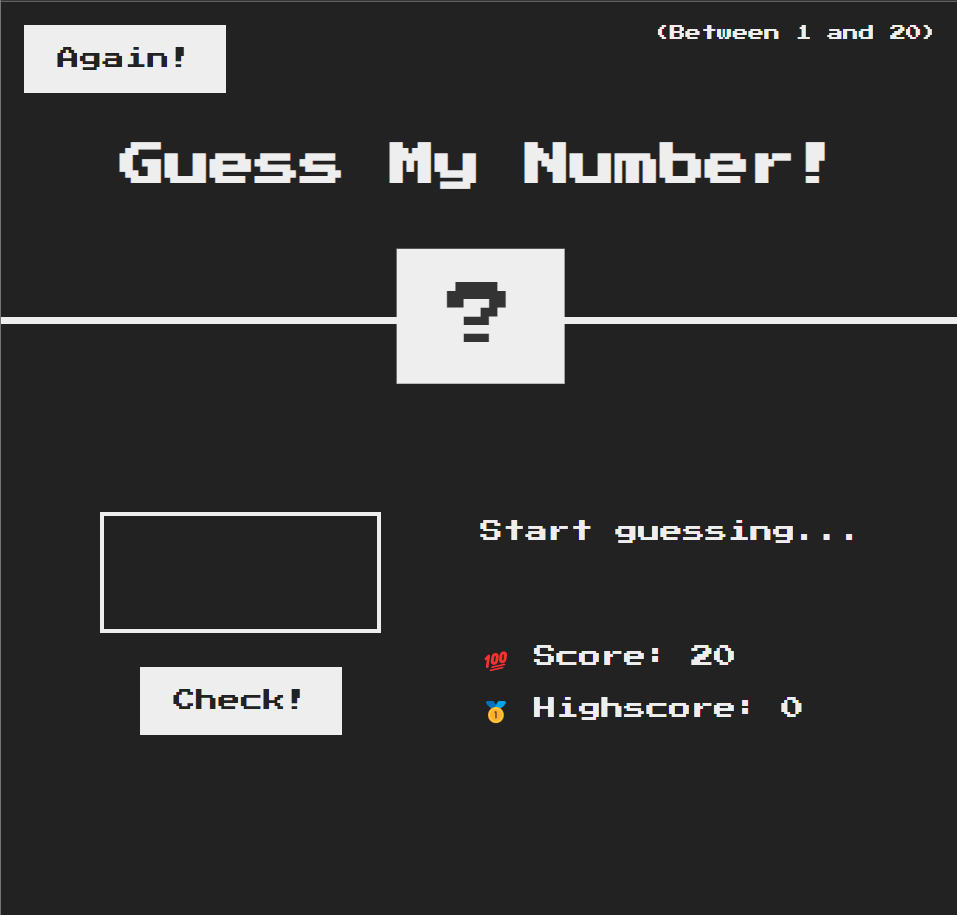 Again!
(Between 1 and 20)
Guess My Number!
?
Start guessing...
💯 Score: 20
Check!
🥇 Highscore: 0